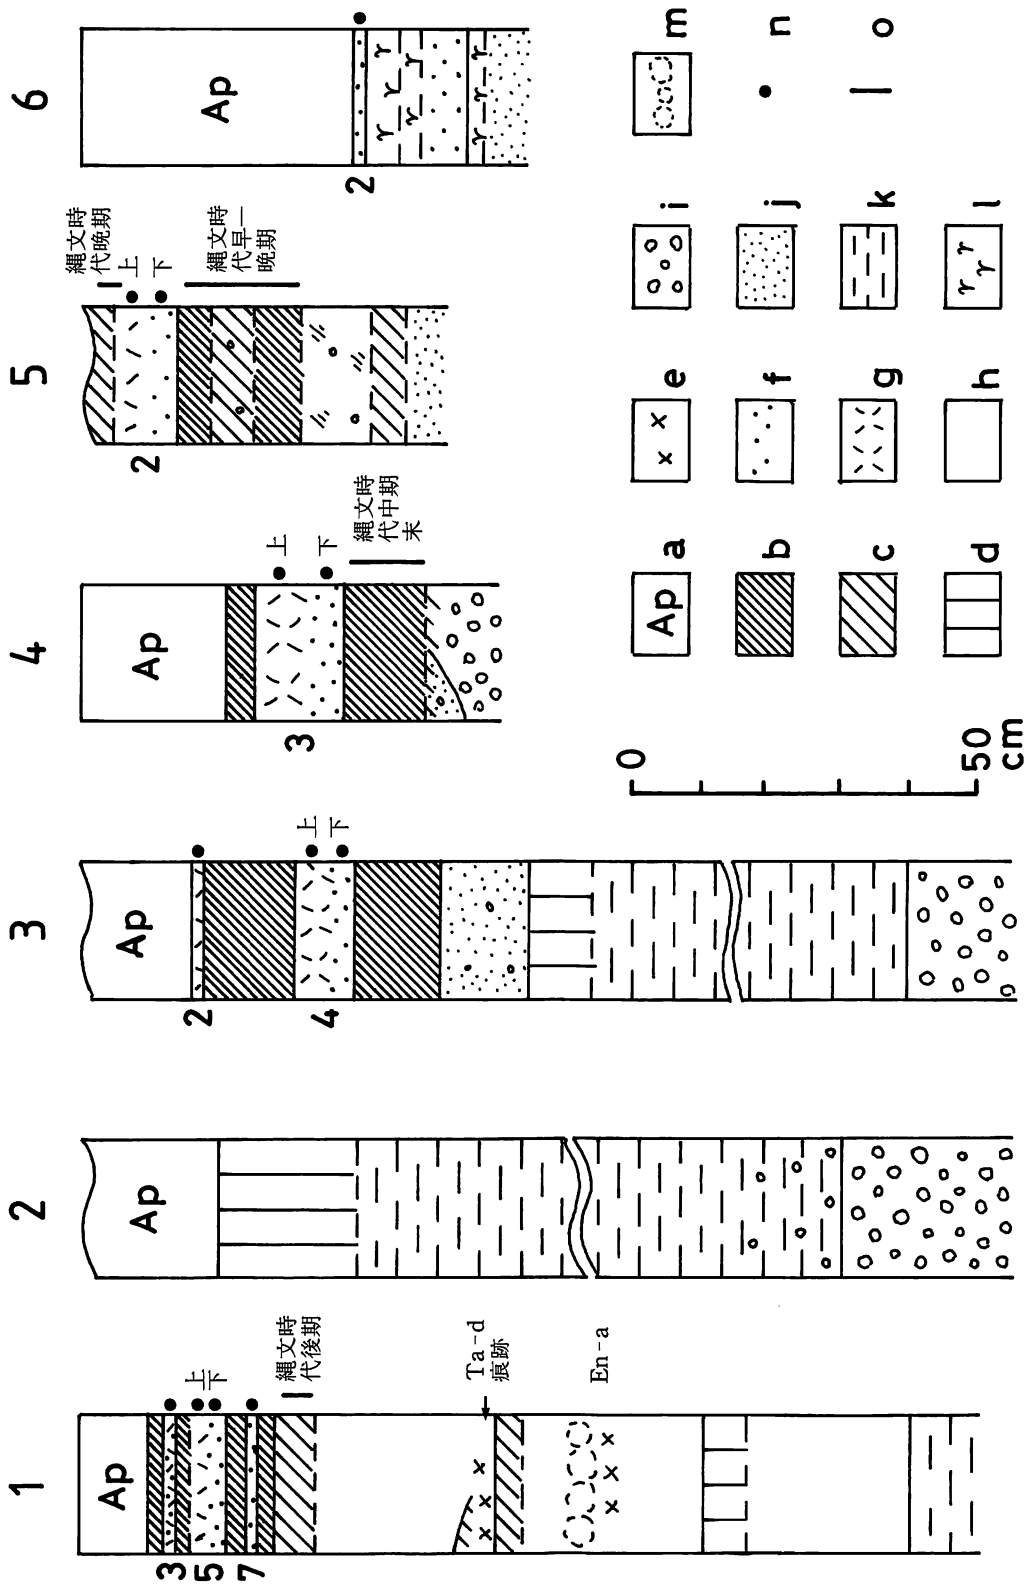 1
Ap
3
5
7
上
下
縄文時
代後期
Ta-d
痕跡
En-a
2
Ap
3
Ap
2
4
上
下
4
Ap
3
上
下
縄文時
代中期
末
5
2
縄文時
代晩期
上
下
縄文時
代早一
晩期
6
Ap
2
0
50
cm
Ap a
b
c
d
e
f
g
h
i
j
k
r r r l
m
n
o